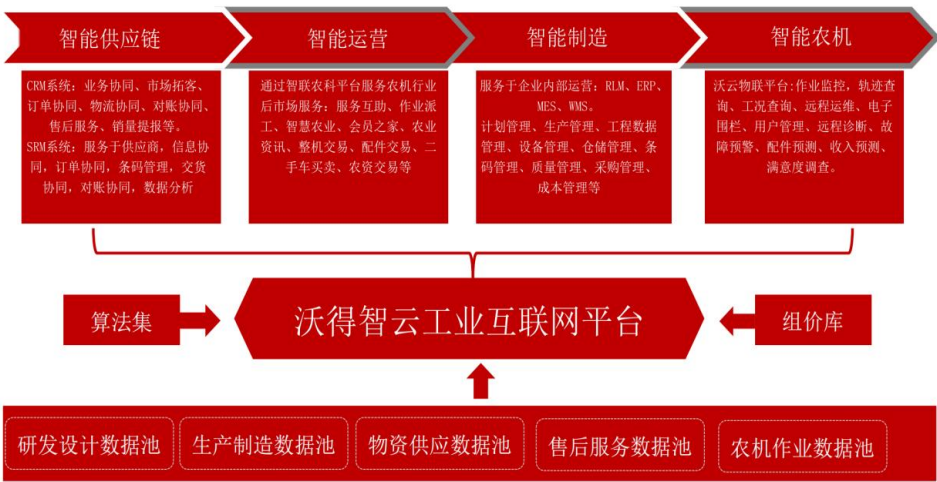 智能供应链
智能运营
智能制造
智能农机
CRM系统：业务协同、市场拓客、
订单协同、物流协同、对账协同、
售后服务、销量提报等。
SRM系统：服务于供应商，信息协
同，订单协同，条码管理，交货
协同，对账协同，数据分析
通过智联农科平台服务农机行业
后市场服务：服务互助、作业派
工、智慧农业、会员之家、农业
资讯、整机交易、配件交易、二
手车买卖、农资交易等
服务于企业内部运营：RLM、ERP、
MES、WMS。
计划管理、生产管理、工程数据
管理、设备管理、仓储管理、条
码管理、质量管理、采购管理、
成本管理等
沃云物联平台:作业监控，轨迹查
询、工况查询、远程运维、电子
围栏、用户管理、远程诊断、故
障预警、配件预测、收入预测、
满意度调查。
算法集
沃得智云工业互联网平台
组价库
研发设计数据池
生产制造数据池
物资供应数据池
售后服务数据池
农机作业数据池